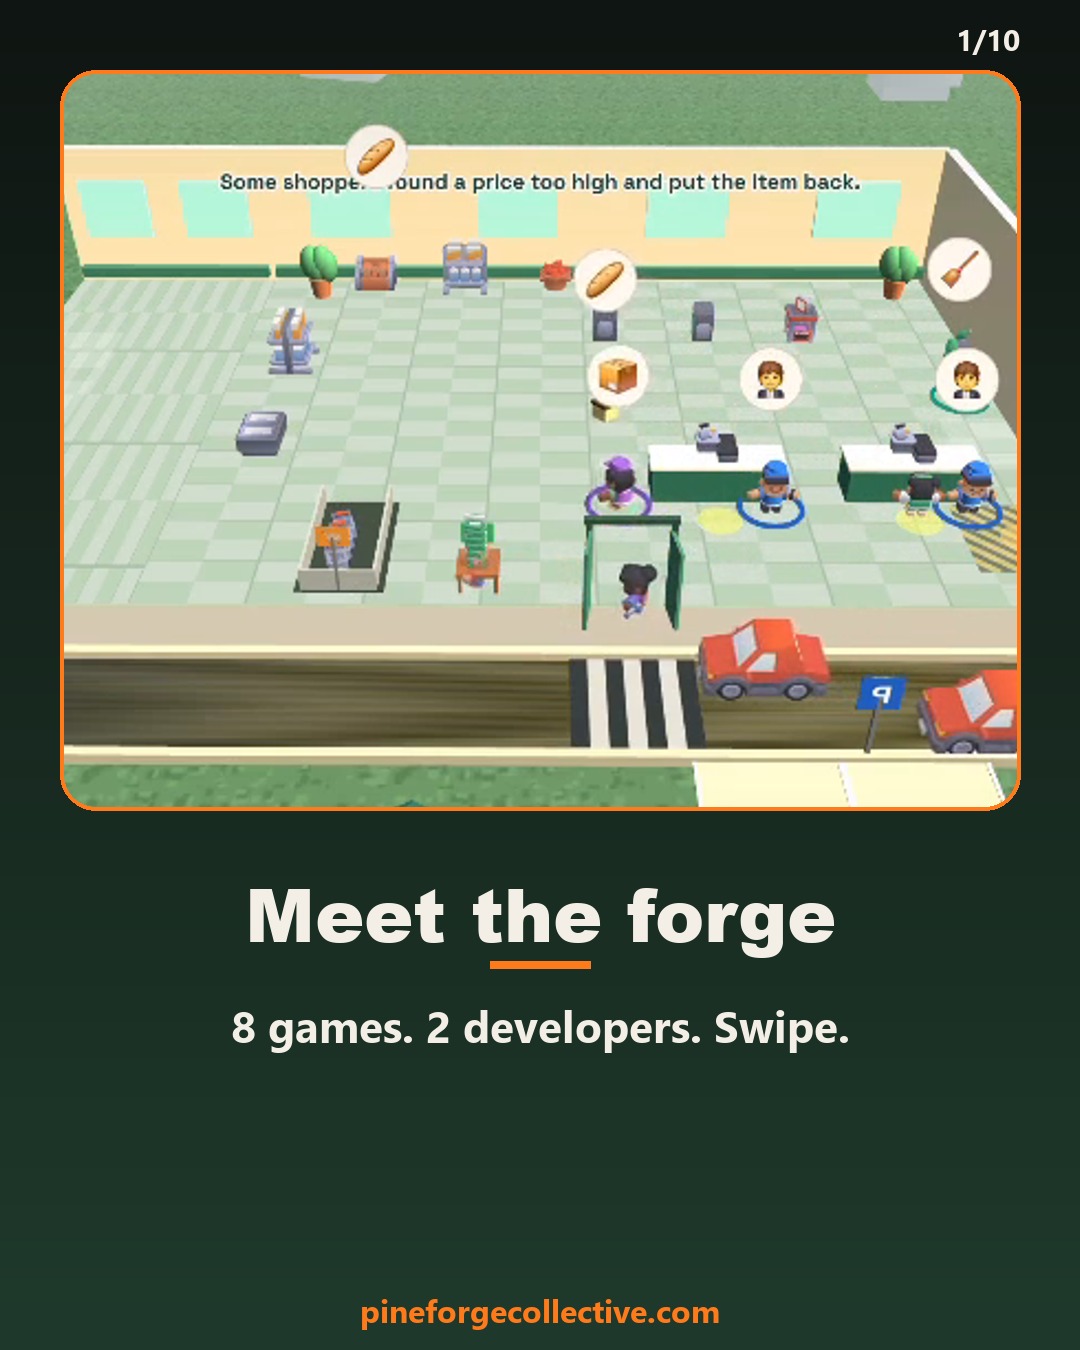 1/10
Some shoppe ound a price too high and put the item back.
Meet the forge
8 games. 2 developers. Swipe.
pineforgecollective.com